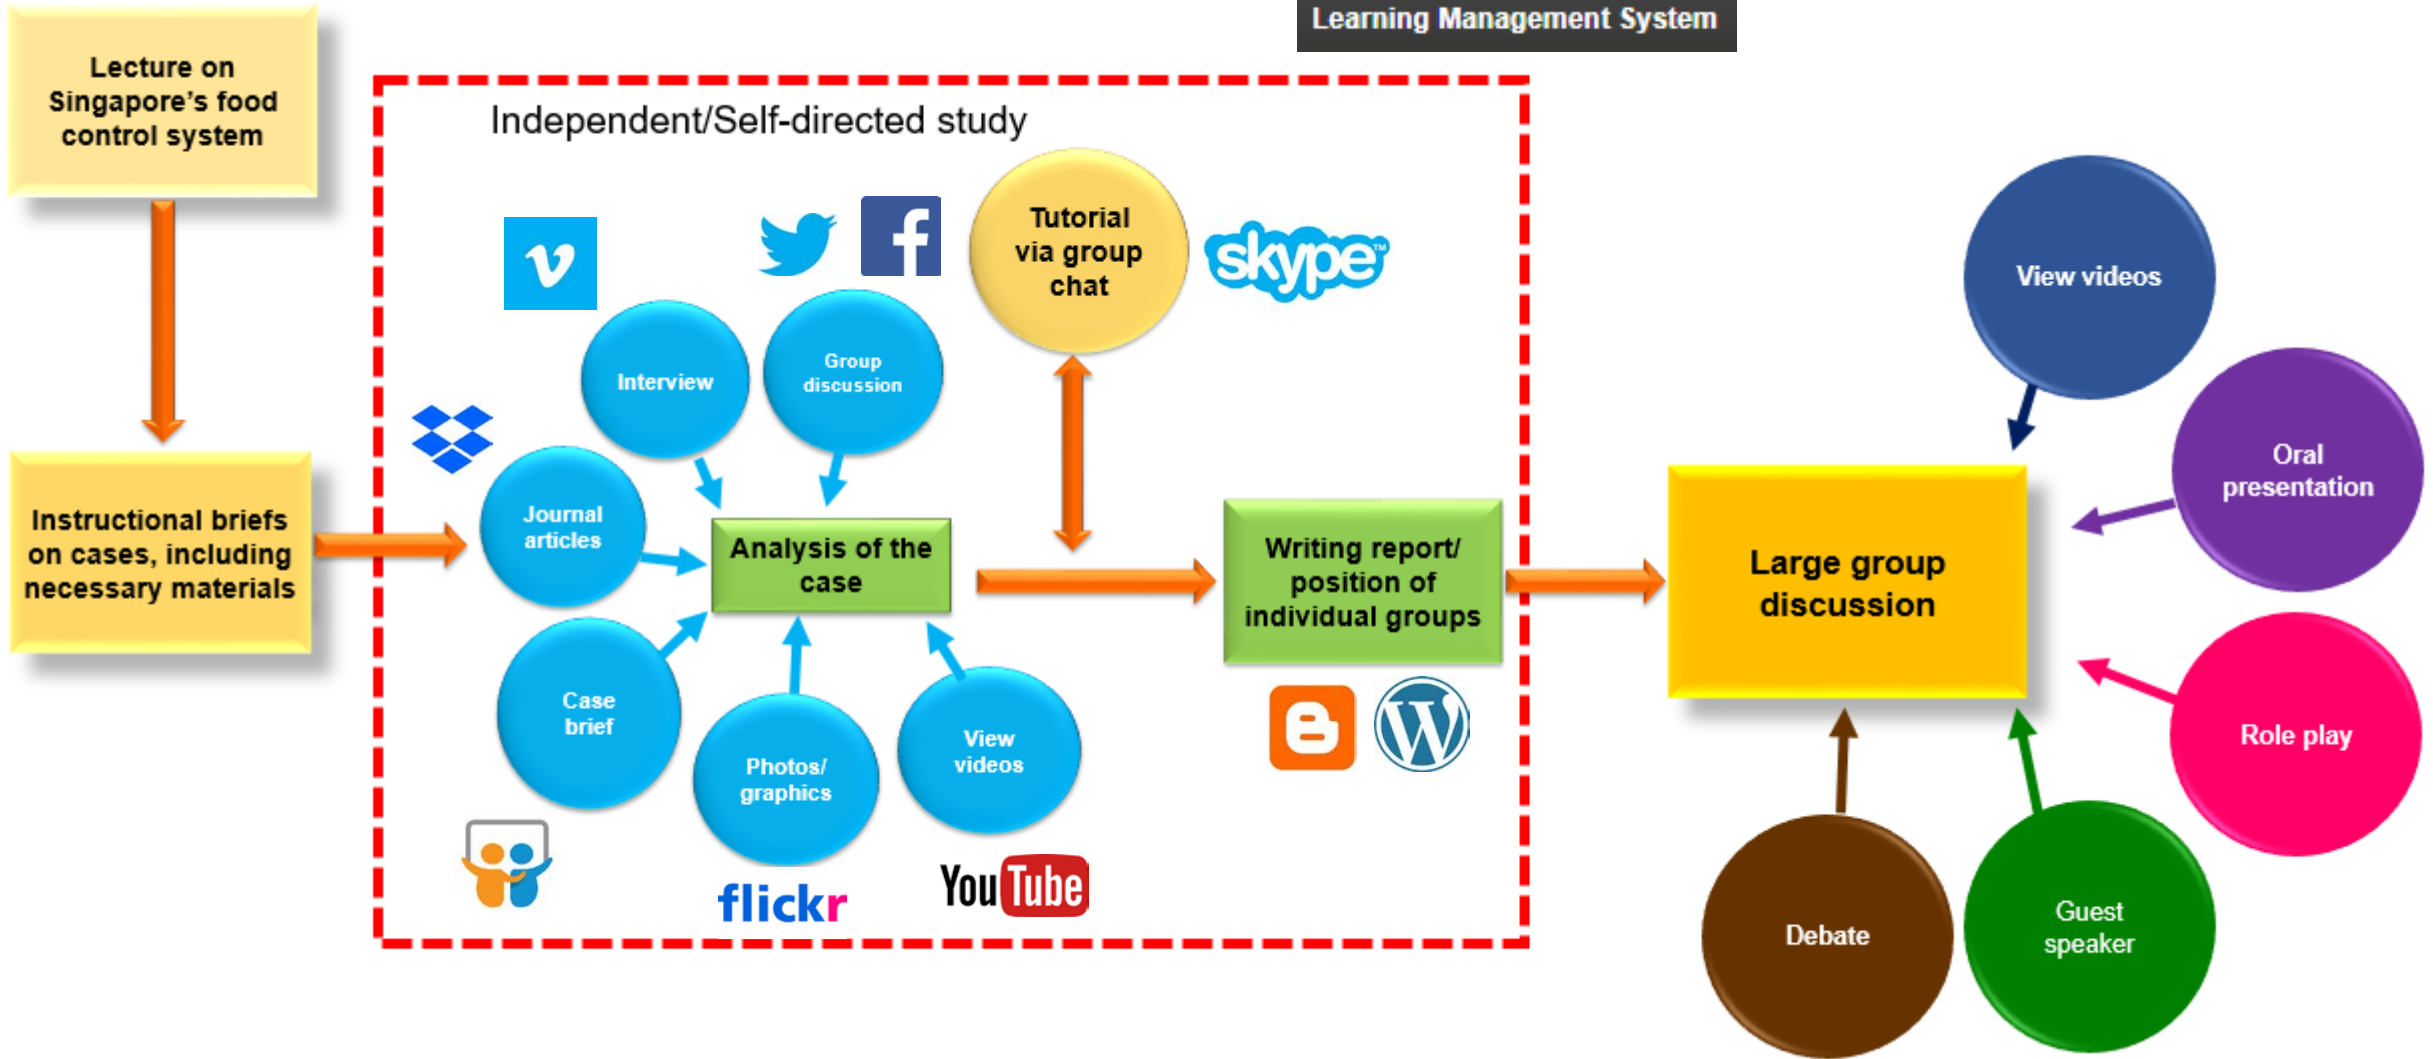 Learning Management System
Lecture on
Singapore's food
control system
Independent/Self-directed study
Tutorial
via group
chat
skype™
View videos
Interview
Group
discussion
Oral
presentation
Instructional briefs
on cases, including
necessary materials
Journal
articles
Analysis of the
case
Writing report/
position of
individual groups
Large group
discussion
Case
brief
Photos/
graphics
View
videos
Role play
flickr
YouTube
Debate
Guest
speaker